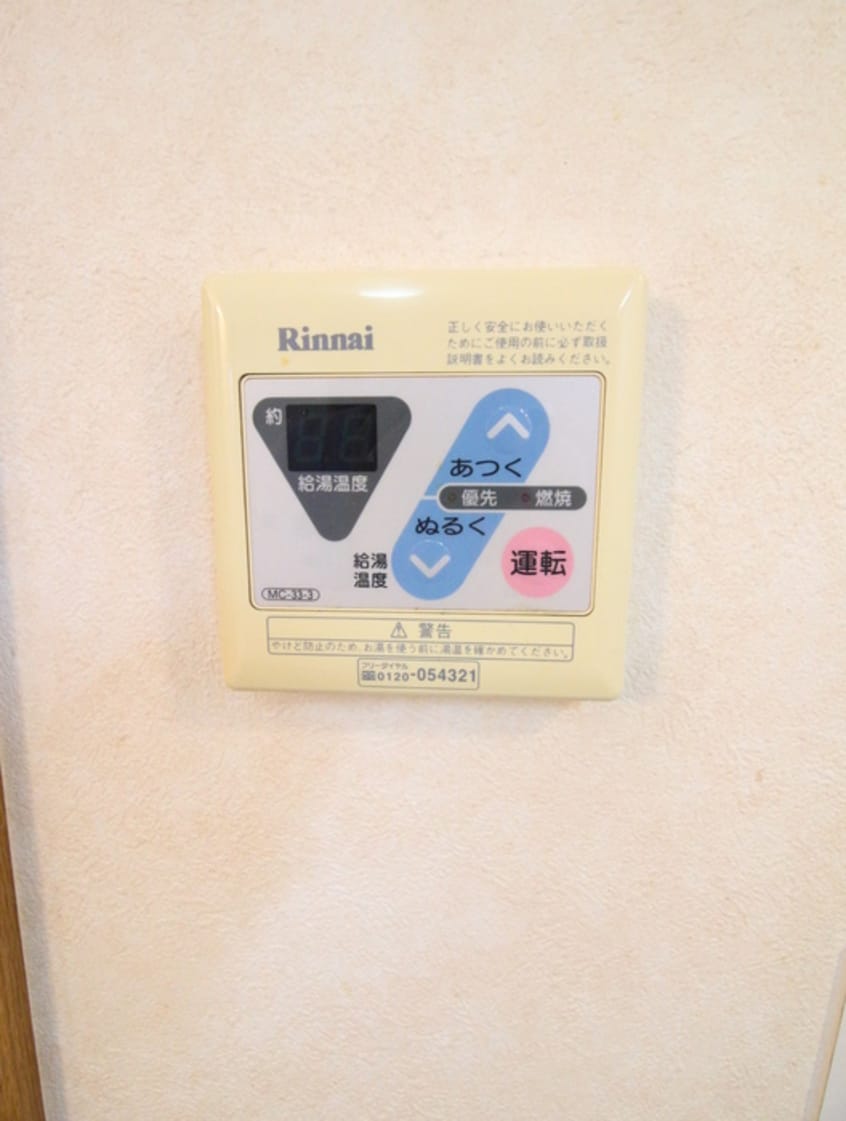 Rinnai
正しく安全にお使いいただく
ためにご使用の前に必ず取扱
説明書をよくお読みください。
約
給湯温度
あつく
優先 燃焼
ぬるく
給湯
温度
運転
MC-33-3
⚠ 警告
やけど防止のため、お湯を使う前に湯温を確かめてください。
フリーダイヤル
0120-054321